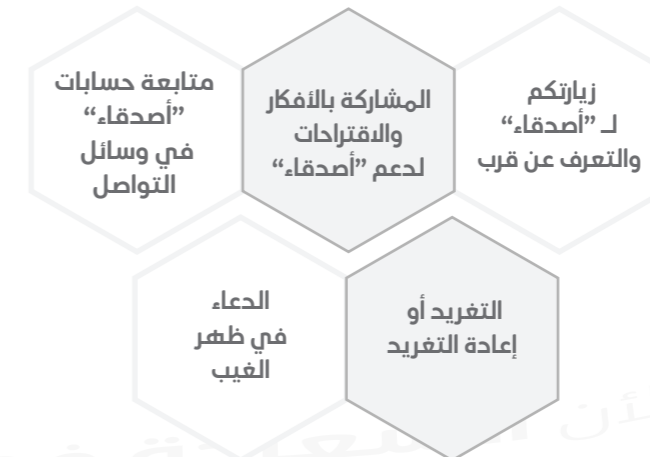 زيارتكم
لـ ”أصدقاء“
والتعرف عن قرب
المشاركة بالأفكار
والاقتراحات
لدعم ”أصدقاء“
متابعة حسابات
”أصدقاء“
في وسائل
التواصل
التغريد أو
إعادة التغريد
الدعاء
في ظهر
الغيب